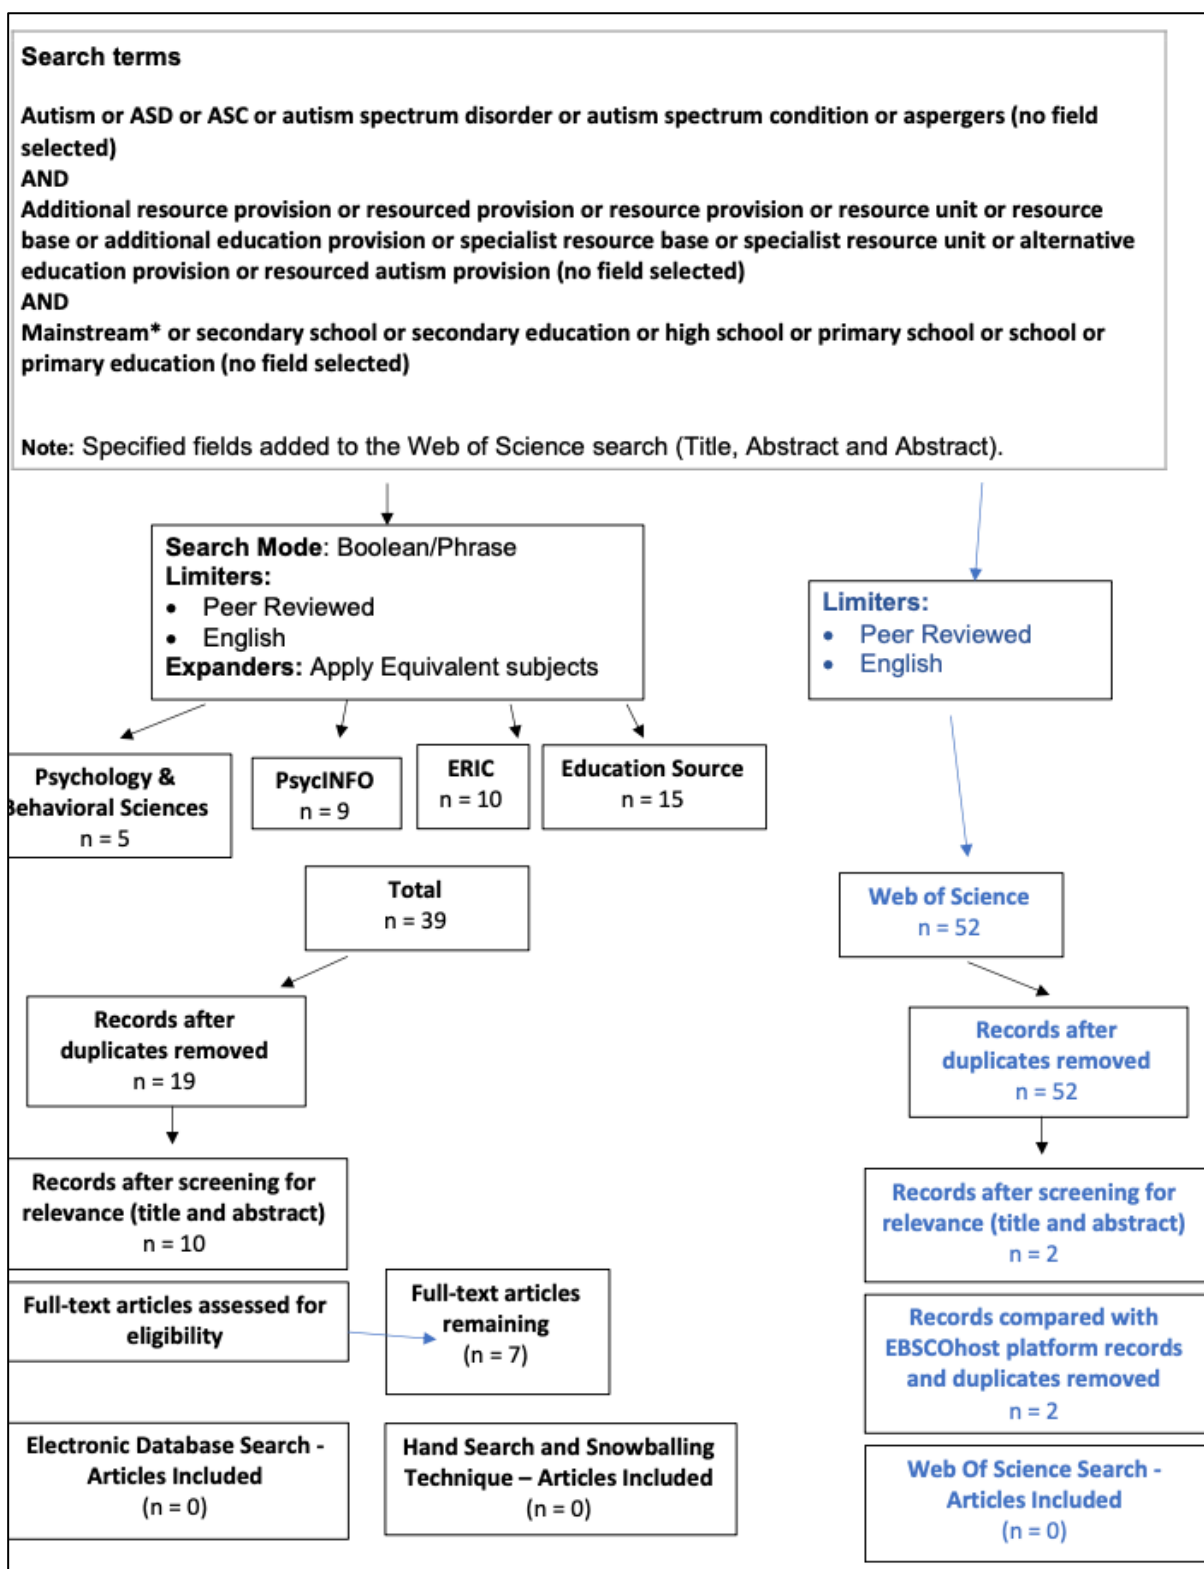 Search terms
Autism or ASD or ASC or autism spectrum disorder or autism spectrum condition or aspergers (no field
selected)
AND
Additional resource provision or resourced provision or resource provision or resource unit or resource
base or additional education provision or specialist resource base or specialist resource unit or alternative
education provision or resourced autism provision (no field selected)
AND
Mainstream* or secondary school or secondary education or high school or primary school or school or
primary education (no field selected)
Note: Specified fields added to the Web of Science search (Title, Abstract and Abstract).
Search Mode: Boolean/Phrase
Limiters:
• Peer Reviewed
• English
Expanders: Apply Equivalent subjects
Limiters:
• Peer Reviewed
• English
Psychology &
Behavioral Sciences
n = 5
PsycINFO
n = 9
ERIC
n = 10
Education Source
n = 15
Total
n = 39
Web of Science
n = 52
Records after
duplicates removed
n = 19
Records after
duplicates removed
n = 52
Records after screening for
relevance (title and abstract)
n = 10
Records after screening for
relevance (title and abstract)
n = 2
Full-text articles assessed for
eligibility
Full-text articles
remaining
(n = 7)
Records compared with
EBSCOhost platform records
and duplicates removed
n = 2
Electronic Database Search -
Articles Included
(n = 0)
Hand Search and Snowballing
Technique – Articles Included
(n = 0)
Web Of Science Search -
Articles Included
(n = 0)